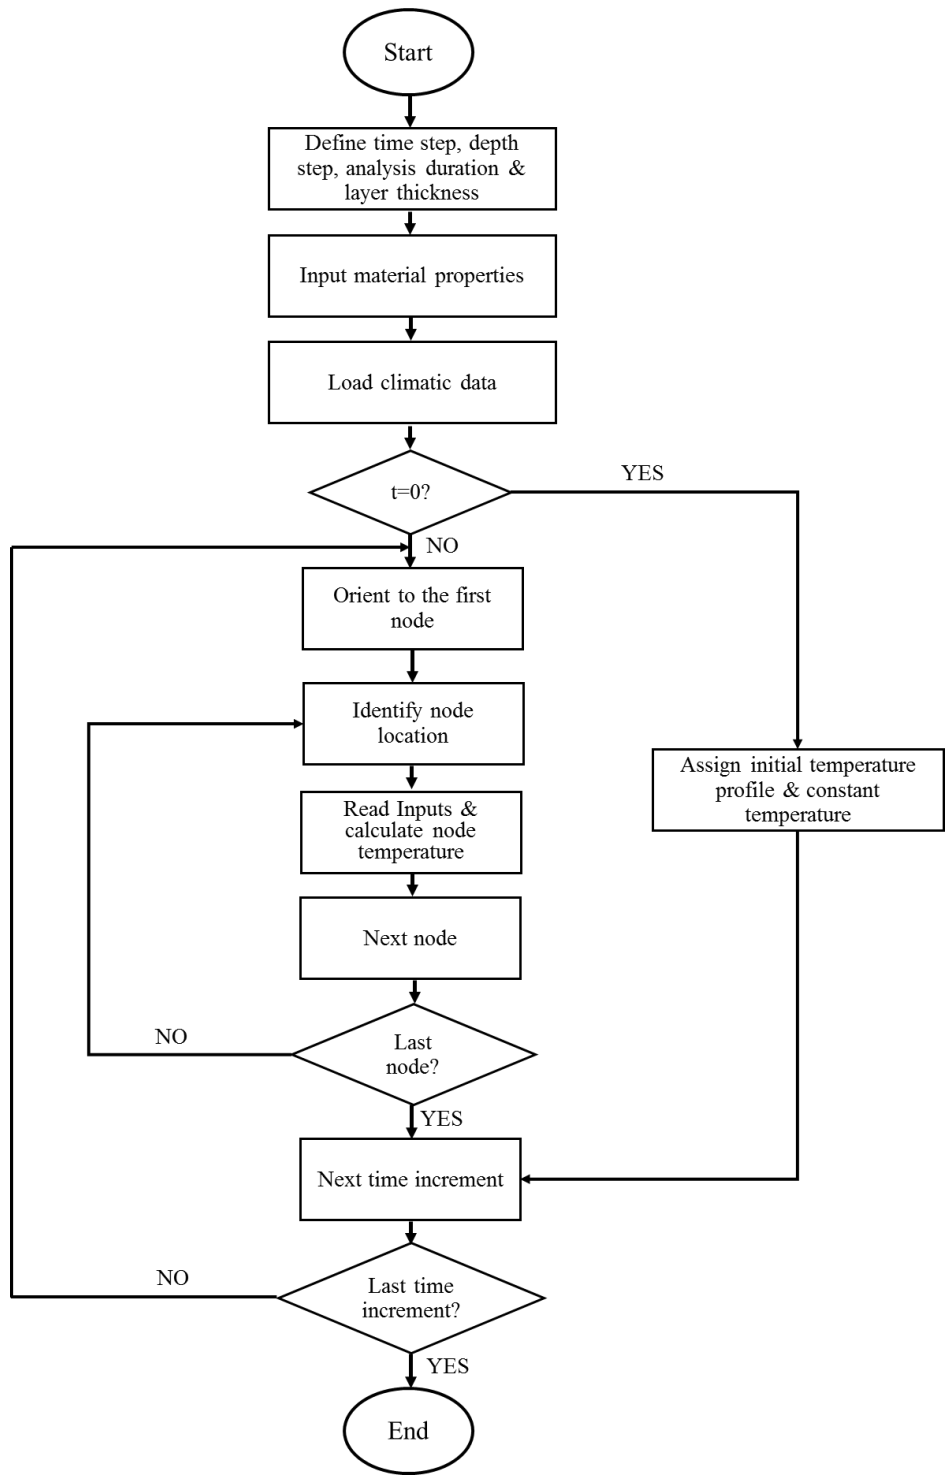 Start
Define time step, depth
step, analysis duration &
layer thickness
Input material properties
Load climatic data
t=0?
YES
NO
Orient to the first
node
Identify node
location
Assign initial temperature
profile & constant
temperature
Read Inputs &
calculate node
temperature
Next node
Last
node?
NO
YES
Next time increment
Last time
increment?
NO
YES
End